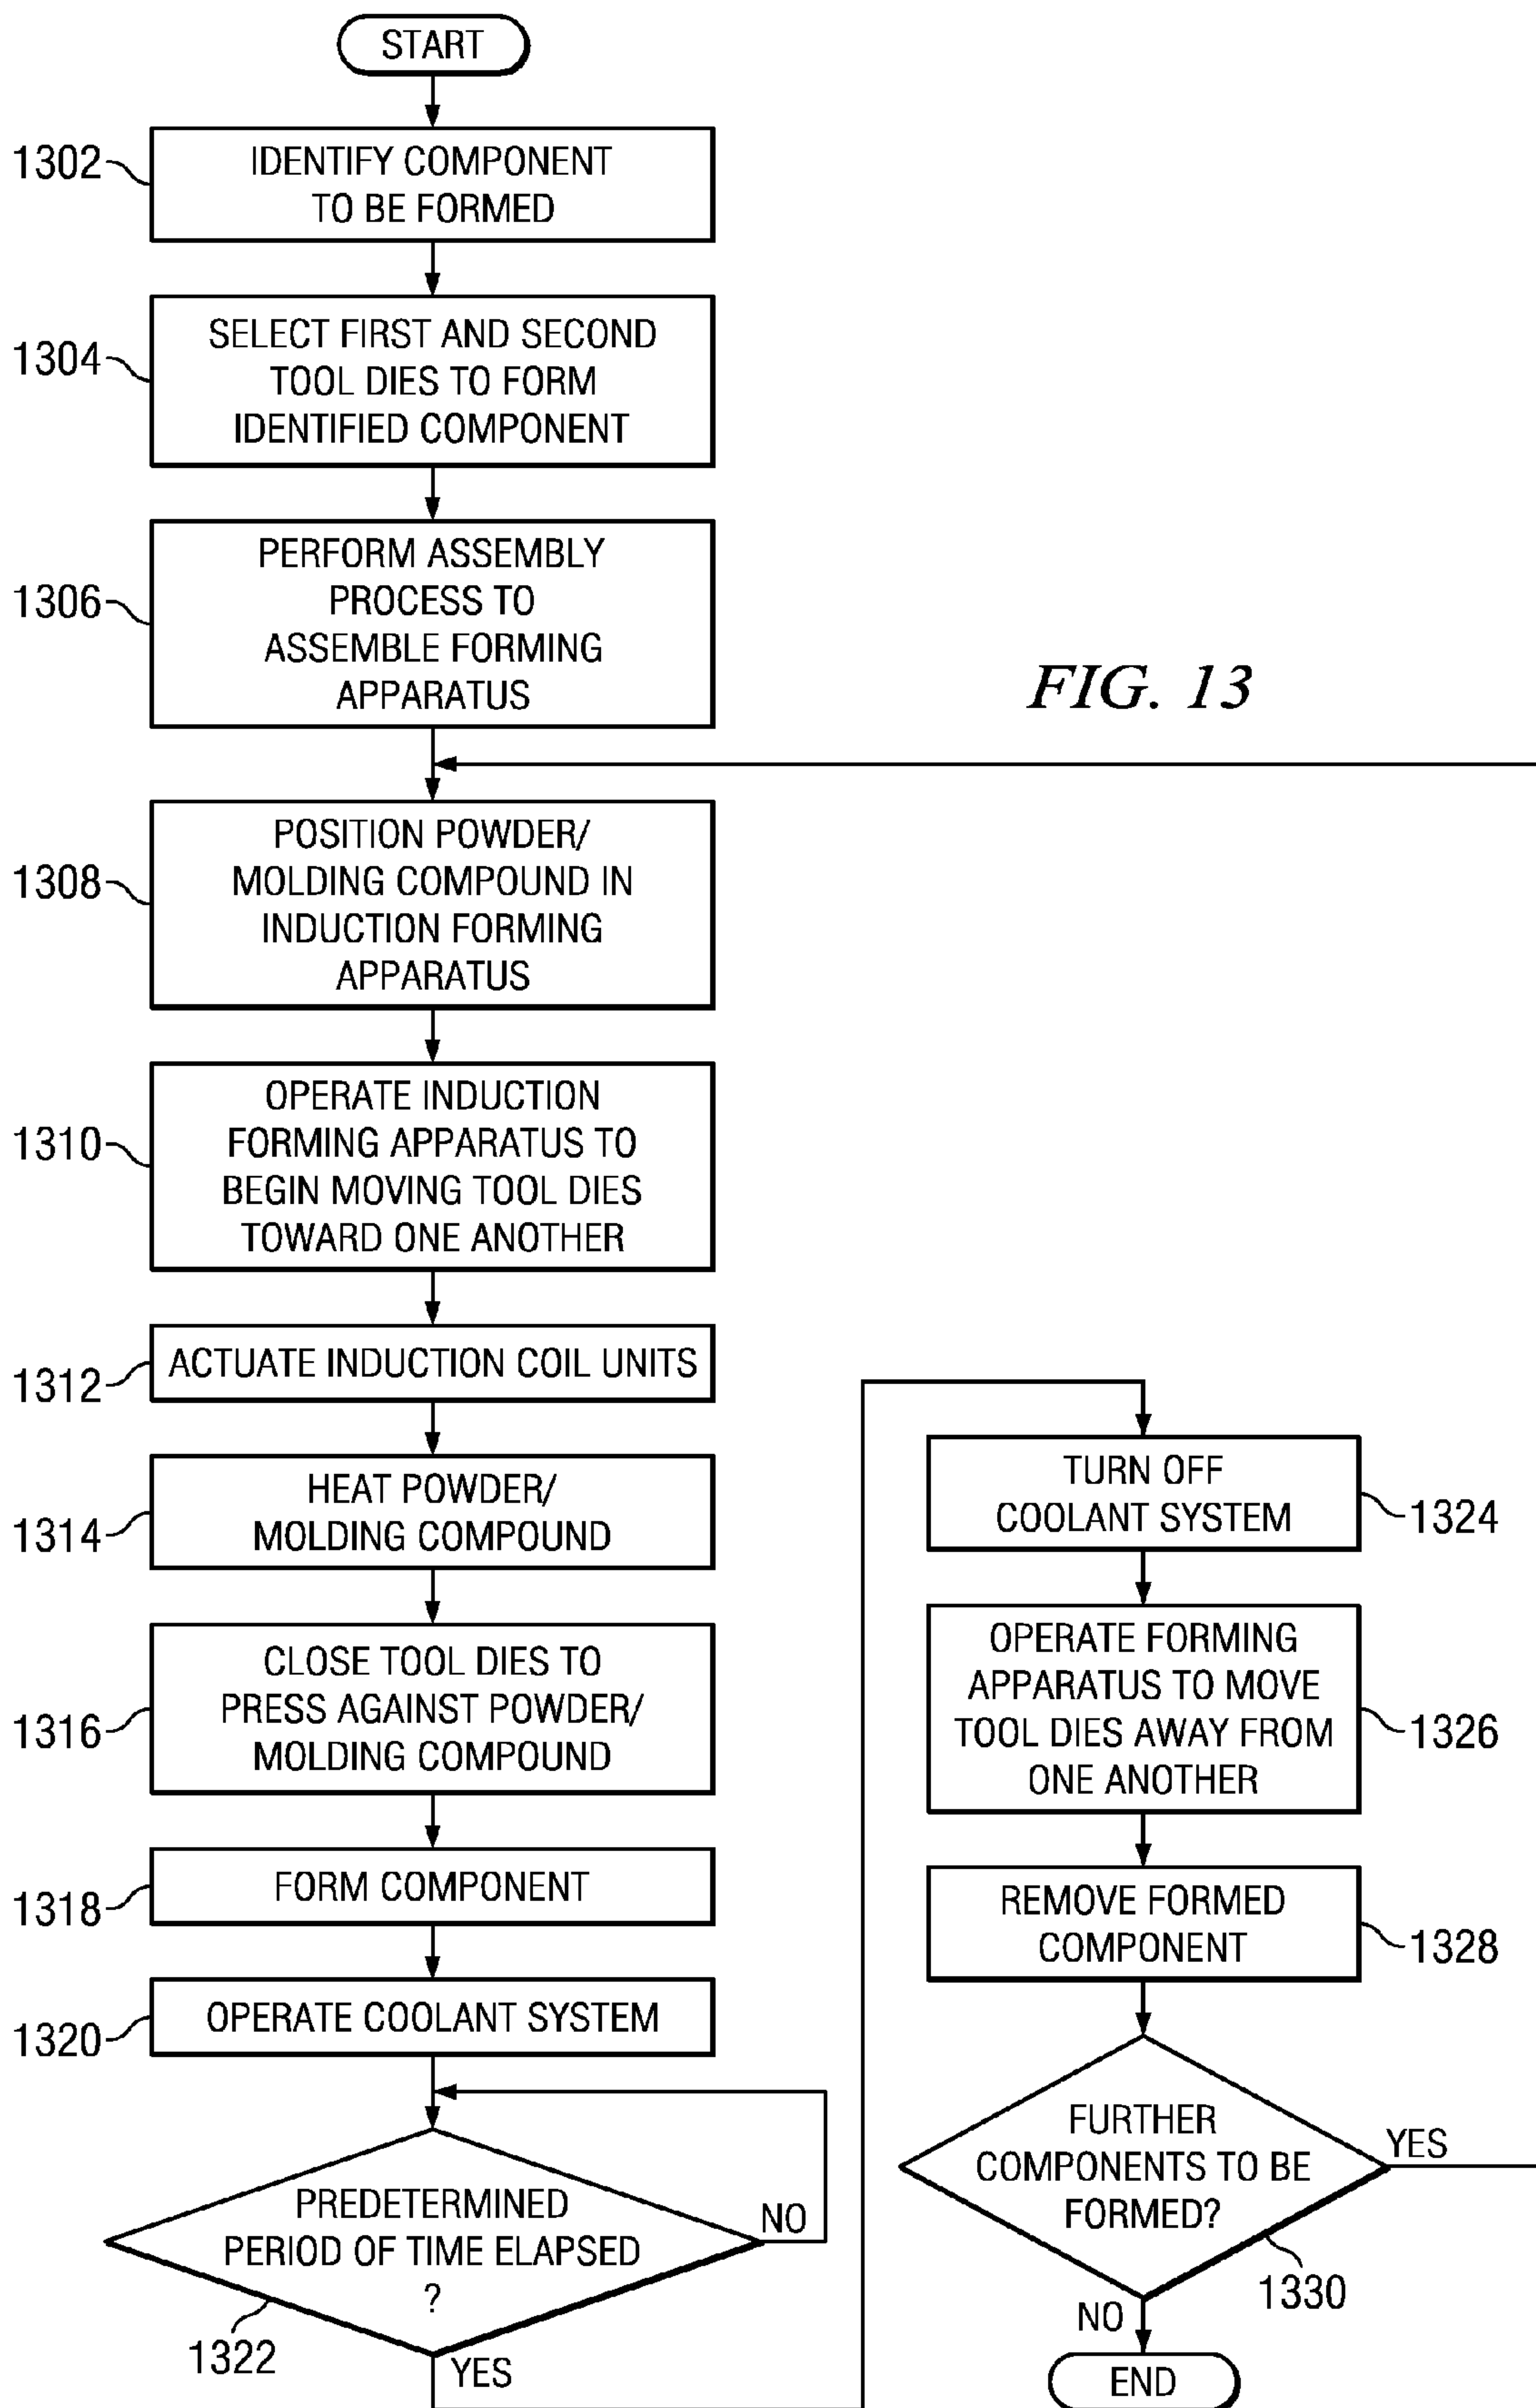 START
1302
IDENTIFY COMPONENT
TO BE FORMED
1304
SELECT FIRST AND SECOND
TOOL DIES TO FORM
IDENTIFIED COMPONENT
1306
PERFORM ASSEMBLY
PROCESS TO
ASSEMBLE FORMING
APPARATUS
FIG. 13
1308
POSITION POWDER/
MOLDING COMPOUND IN
INDUCTION FORMING
APPARATUS
1310
OPERATE INDUCTION
FORMING APPARATUS TO
BEGIN MOVING TOOL DIES
TOWARD ONE ANOTHER
1312
ACTUATE INDUCTION COIL UNITS
1314
HEAT POWDER/
MOLDING COMPOUND
1316
CLOSE TOOL DIES TO
PRESS AGAINST POWDER/
MOLDING COMPOUND
1318
FORM COMPONENT
1320
OPERATE COOLANT SYSTEM
PREDETERMINED
PERIOD OF TIME ELAPSED
?
NO
1322
YES
TURN OFF
COOLANT SYSTEM
1324
OPERATE FORMING
APPARATUS TO MOVE
TOOL DIES AWAY FROM
ONE ANOTHER
1326
REMOVE FORMED
COMPONENT
1328
FURTHER
COMPONENTS TO BE
FORMED?
YES
1330
NO
END